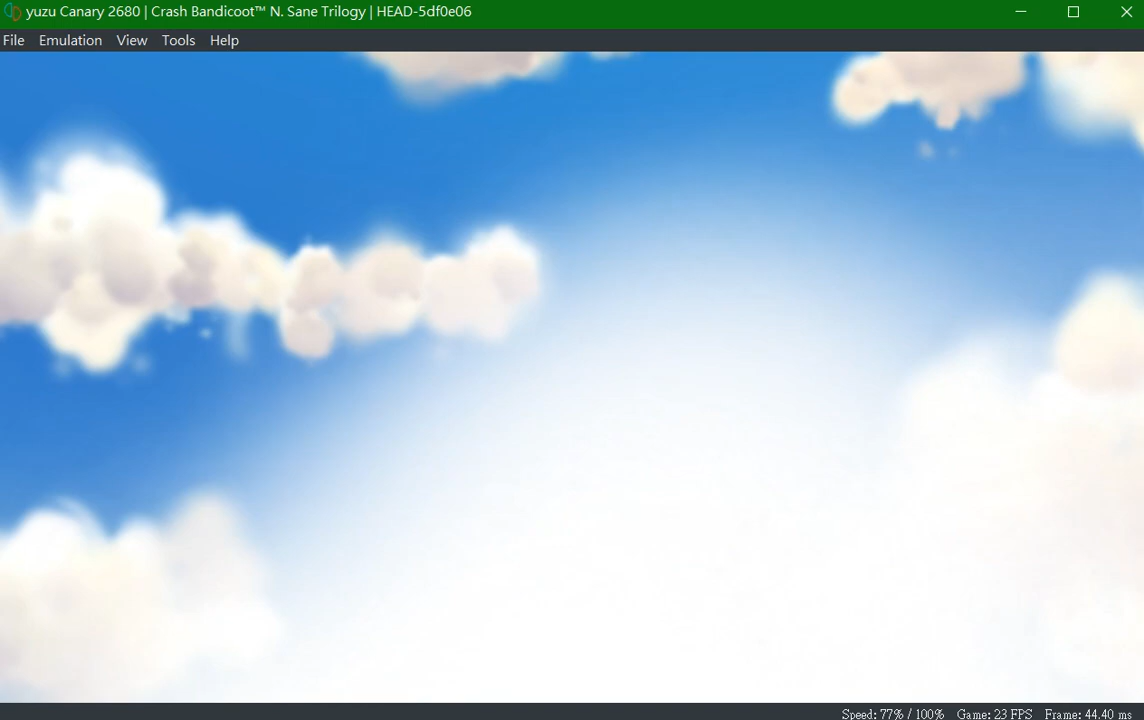 yuzu Canary 2680 | Crash Bandicoot™ N. Sane Trilogy | HEAD-5df0e06
File Emulation View Tools Help
Speed: 77% / 100% Game: 23 FPS Frame: 44.40 ms